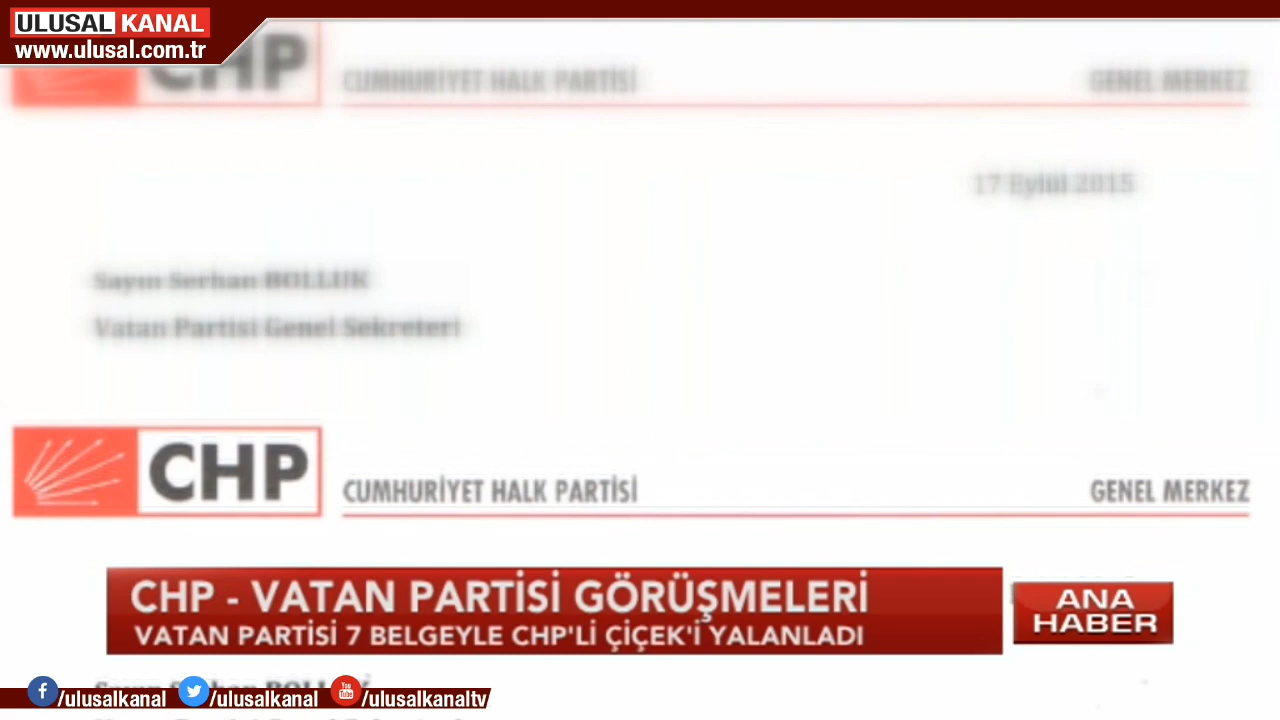 ULUSAL KANAL
www.ulusal.com.tr
CHP
CUMHURİYET HALK PARTİSİ
GENEL MERKEZ
17 Eylül 2015
Sayın Serhan BOLLUK
Vatan Partisi Genel Sekreteri
CHP
CUMHURİYET HALK PARTİSİ
GENEL MERKEZ
CHP - VATAN PARTİSİ GÖRÜŞMELERİ
VATAN PARTİSİ 7 BELGEYLE CHP'Lİ ÇİÇEK'İ YALANLADI
ANA
HABER
/ulusalkanal
/ulusalkanal
You Tube
/ulusalkanaltv